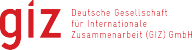 giz Deutsche Gesellschaft
für Internationale
Zusammenarbeit (GIZ) GmbH